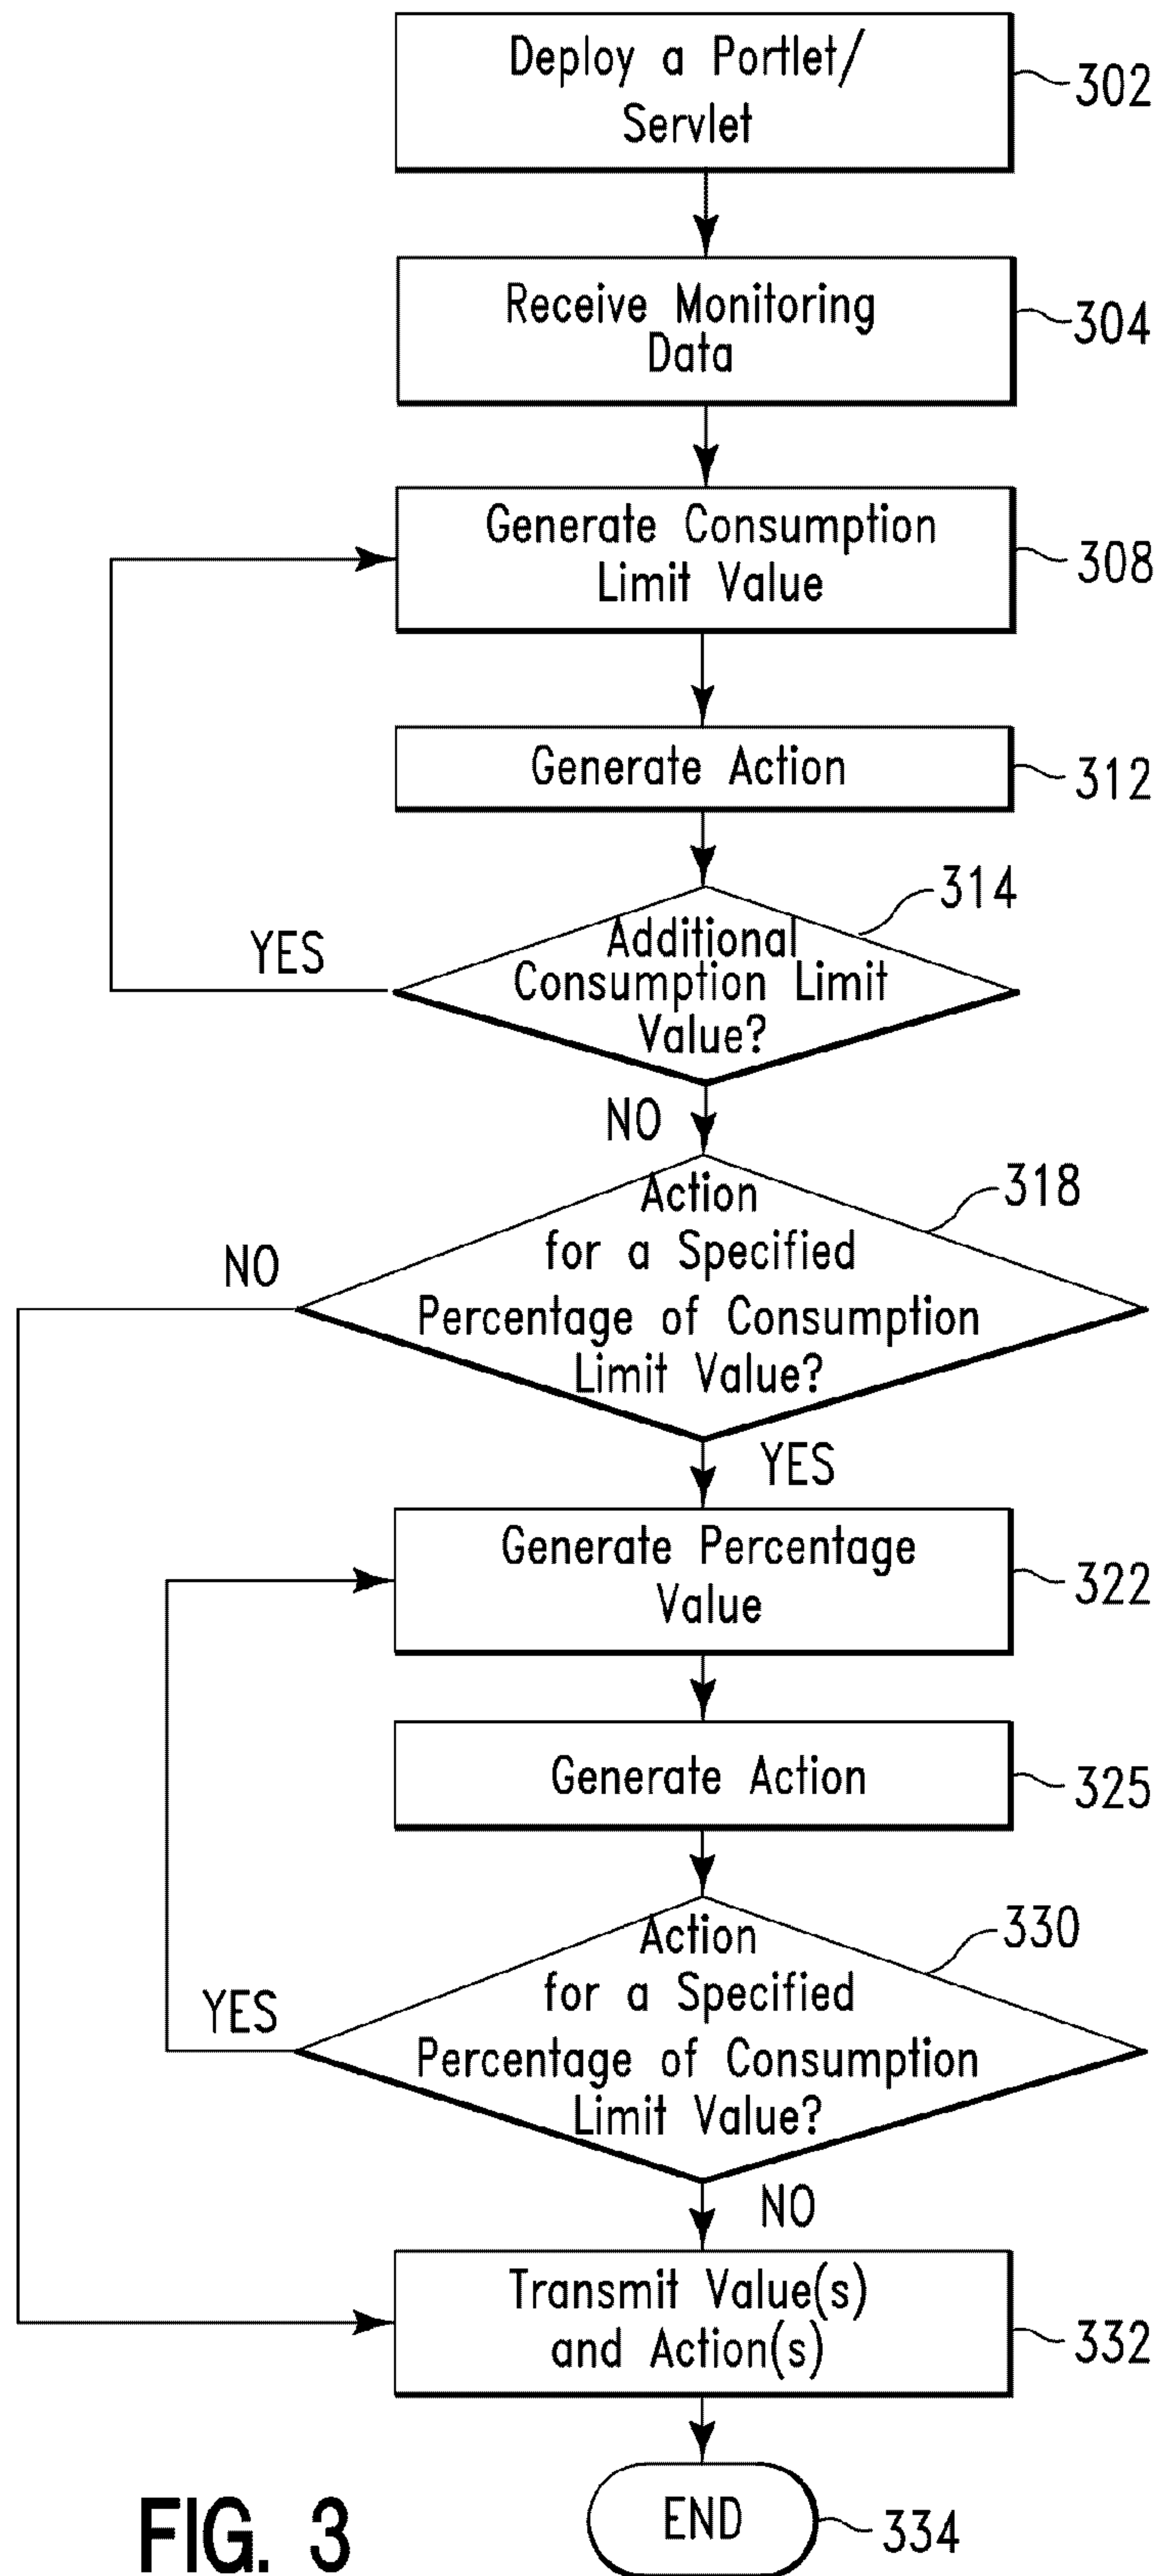 Deploy a Portlet/
Servlet
302
Receive Monitoring
Data
304
Generate Consumption
Limit Value
308
Generate Action
312
314
Additional
Consumption Limit
Value?
YES
NO
318
Action
for a Specified
Percentage of Consumption
Limit Value?
NO
YES
Generate Percentage
Value
322
Generate Action
325
330
Action
for a Specified
Percentage of Consumption
Limit Value?
YES
NO
Transmit Value(s)
and Action(s)
332
END
334
FIG. 3